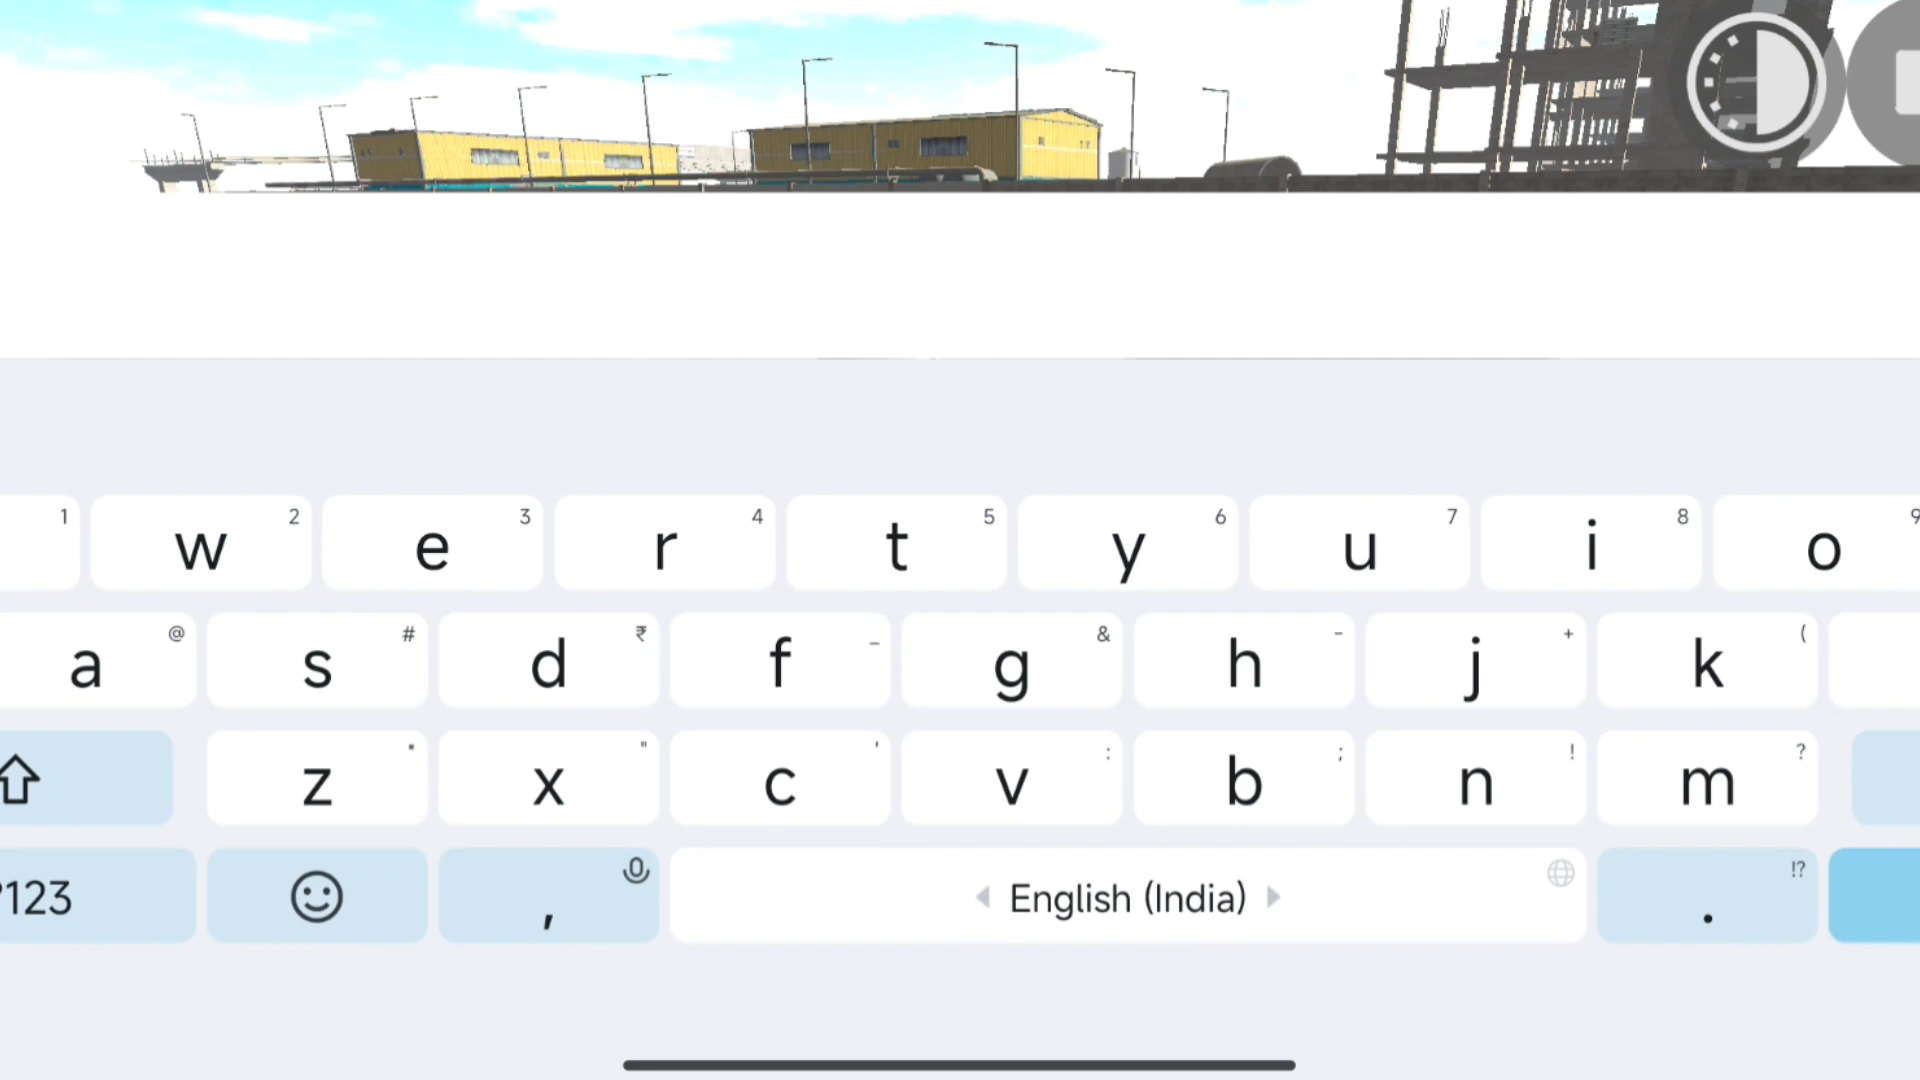 1 w 2 e 3 r 4 t 5 y 6 u 7 i 8 o 9
a @ s # d ₹ f _ g & h - j + k (
z * x " c ' v : b ; n ! m ?
?123 , English (India) . !?